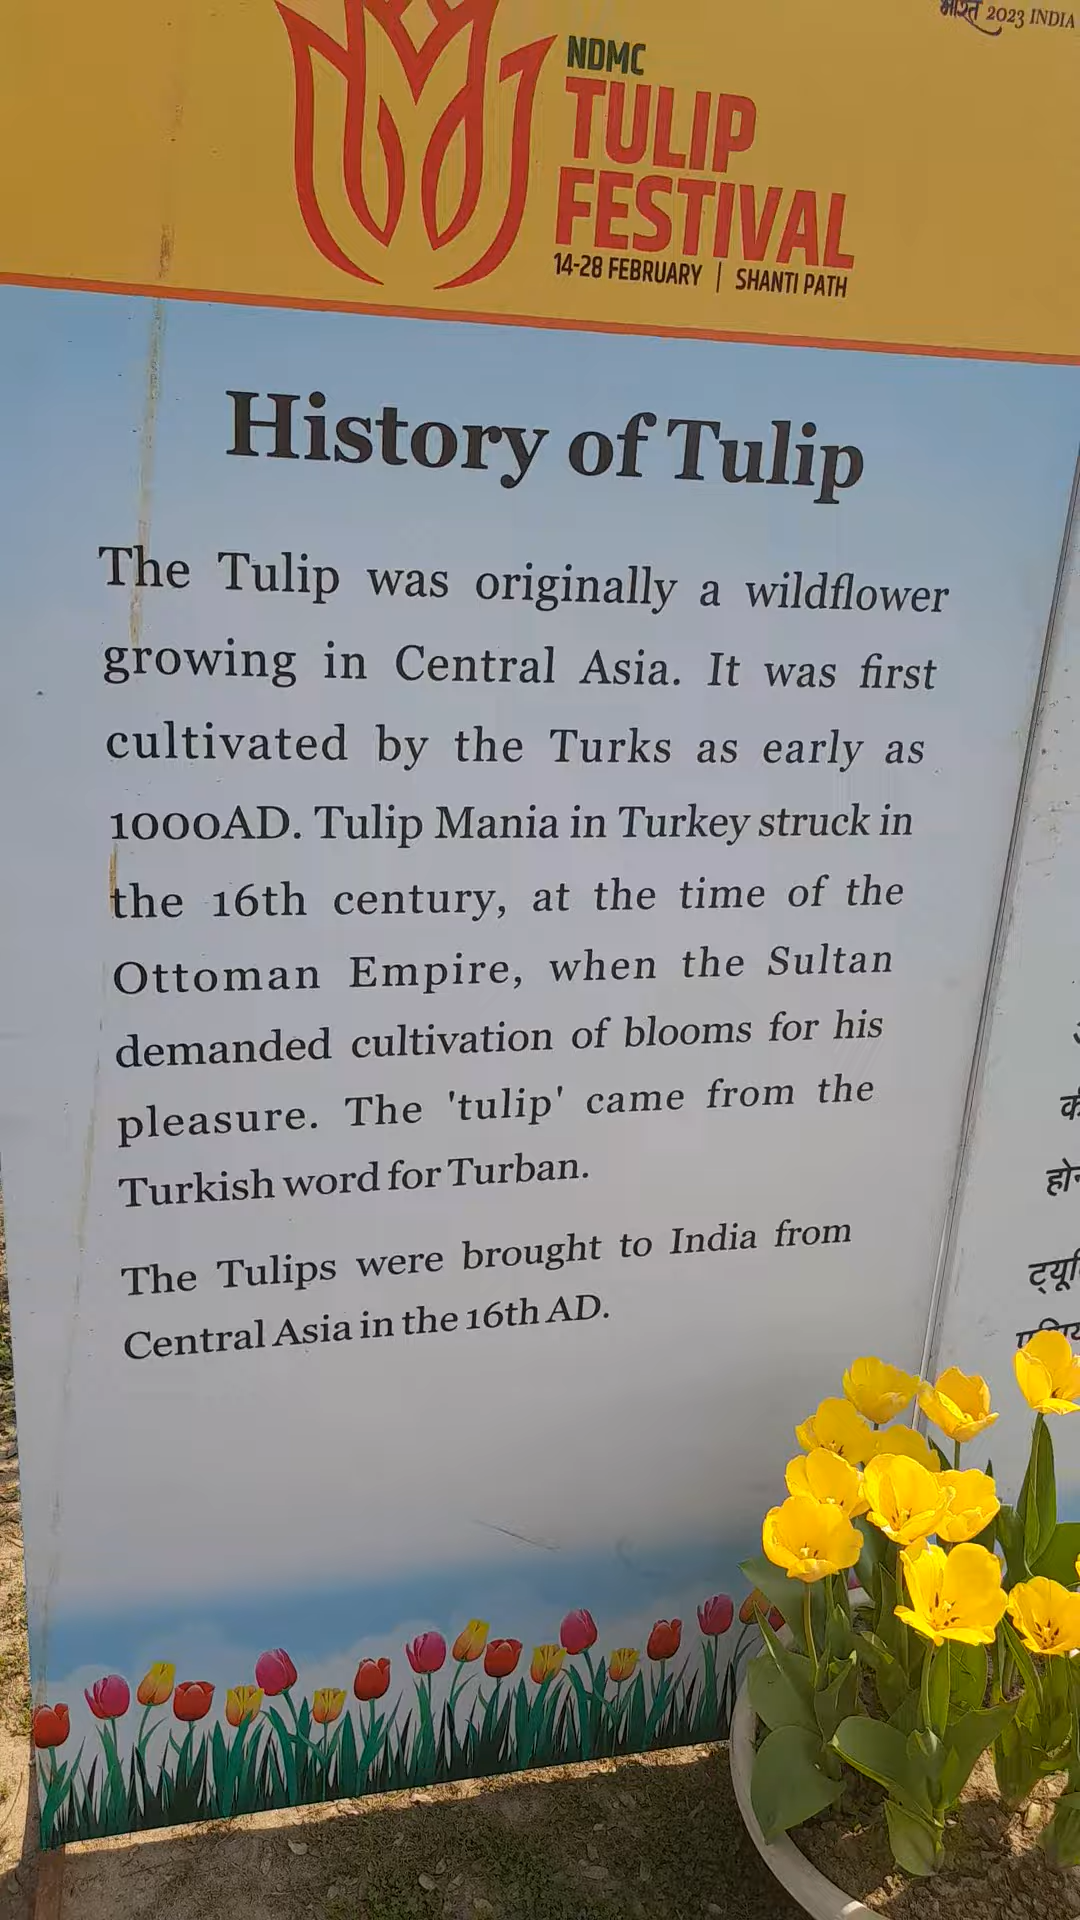 भारत 2023 INDIA
NDMC
TULIP
FESTIVAL
14-28 FEBRUARY | SHANTI PATH
History of Tulip
The Tulip was originally a wildflower
growing in Central Asia. It was first
cultivated by the Turks as early as
1000AD. Tulip Mania in Turkey struck in
the 16th century, at the time of the
Ottoman Empire, when the Sultan
demanded cultivation of blooms for his
pleasure. The 'tulip' came from the
Turkish word for Turban.
The Tulips were brought to India from
Central Asia in the 16th AD.